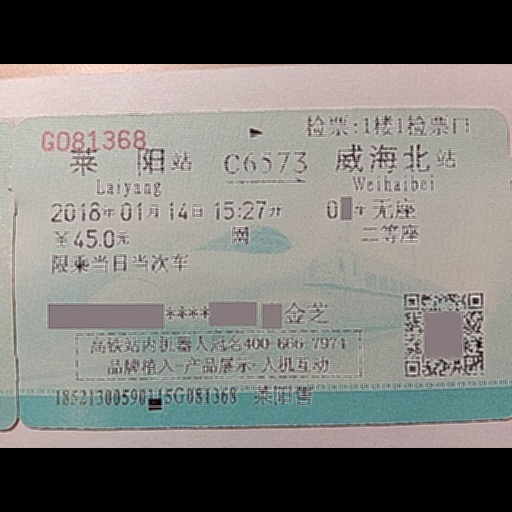 G081368
检票:1楼1检票口
莱 阳站 C6573 威海北站
Laiyang Weihaibei
2018年01月14日 15:27开 0 车 无座
￥45.0元 网 二等座
限乘当日当次车
**** 金芝
高铁站内机器人冠名400-666-7974
品牌植入-产品展示-人机互动
18521300590 15G081368 莱阳售